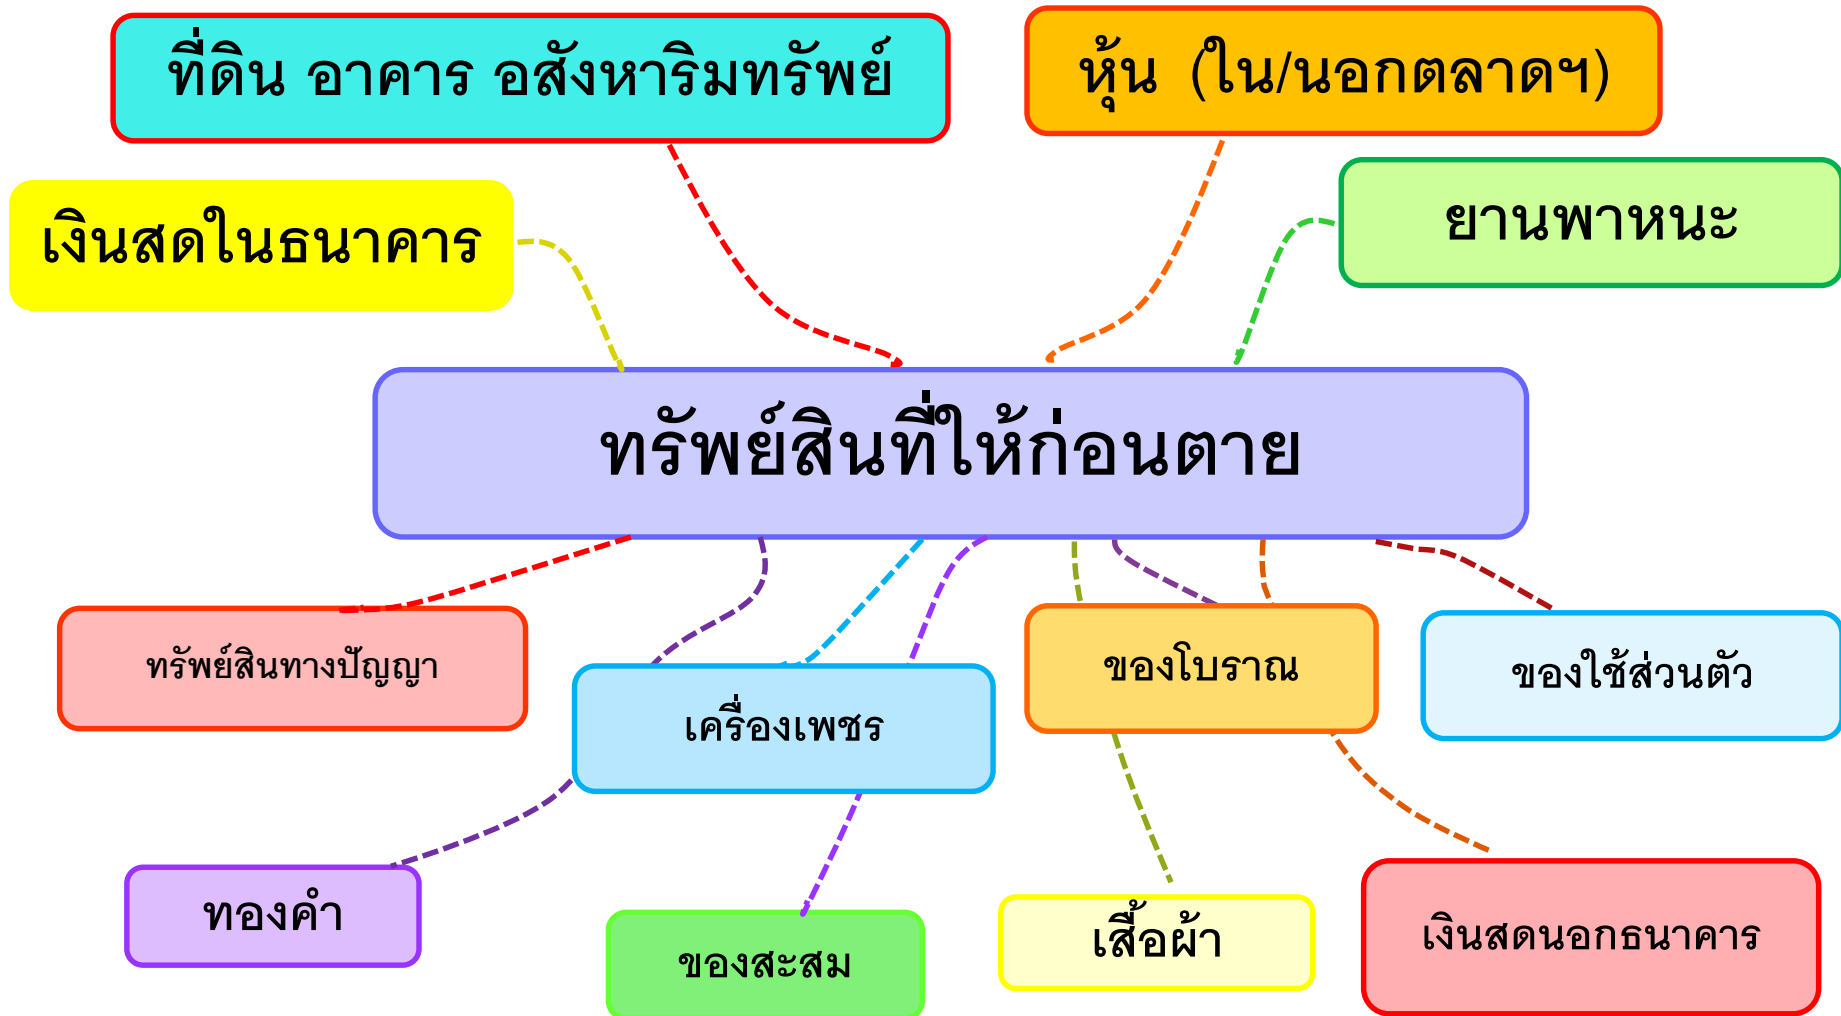 ที่ดิน อาคาร อสังหาริมทรัพย์
หุ้น (ใน/นอกตลาดฯ)
เงินสดในธนาคาร
ยานพาหนะ
ทรัพย์สินที่ให้ก่อนตาย
ทรัพย์สินทางปัญญา
เครื่องเพชร
ของโบราณ
ของใช้ส่วนตัว
ทองคำ
ของสะสม
เสื้อผ้า
เงินสดนอกธนาคาร